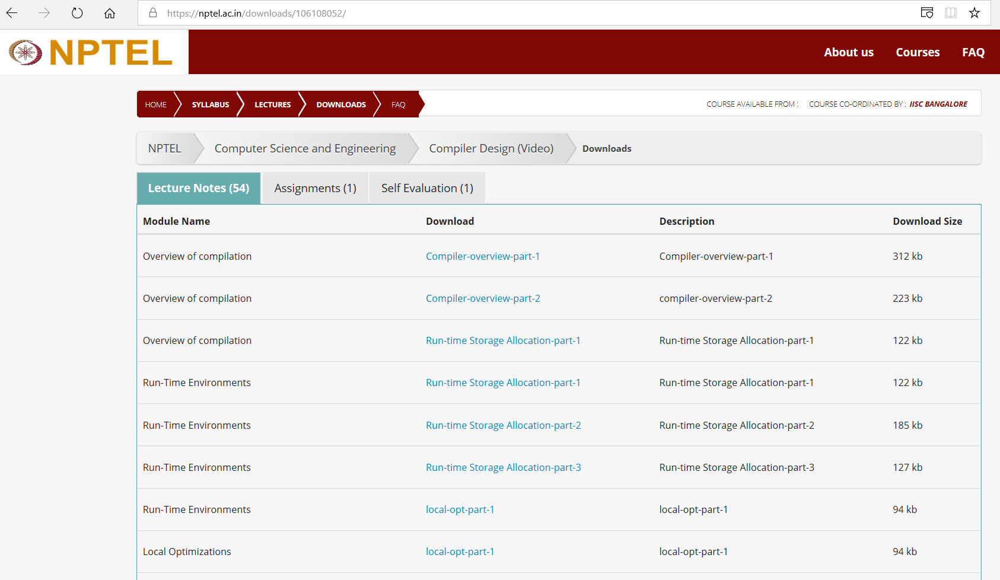 https://nptel.ac.in/downloads/106108052/
NPTEL
About us Courses FAQ
HOME SYLLABUS LECTURES DOWNLOADS FAQ COURSE AVAILABLE FROM : COURSE CO-ORDINATED BY : IISC BANGALORE
NPTEL Computer Science and Engineering Compiler Design (Video) Downloads
Lecture Notes (54) Assignments (1) Self Evaluation (1)
Module Name Download Description Download Size
Overview of compilation Compiler-overview-part-1 Compiler-overview-part-1 312 kb
Overview of compilation Compiler-overview-part-2 compiler-overview-part-2 223 kb
Overview of compilation Run-time Storage Allocation-part-1 Run-time Storage Allocation-part-1 122 kb
Run-Time Environments Run-time Storage Allocation-part-1 Run-time Storage Allocation-part-1 122 kb
Run-Time Environments Run-time Storage Allocation-part-2 Run-time Storage Allocation-part-2 185 kb
Run-Time Environments Run-time Storage Allocation-part-3 Run-time Storage Allocation-part-3 127 kb
Run-Time Environments local-opt-part-1 local-opt-part-1 94 kb
Local Optimizations local-opt-part-1 local-opt-part-1 94 kb